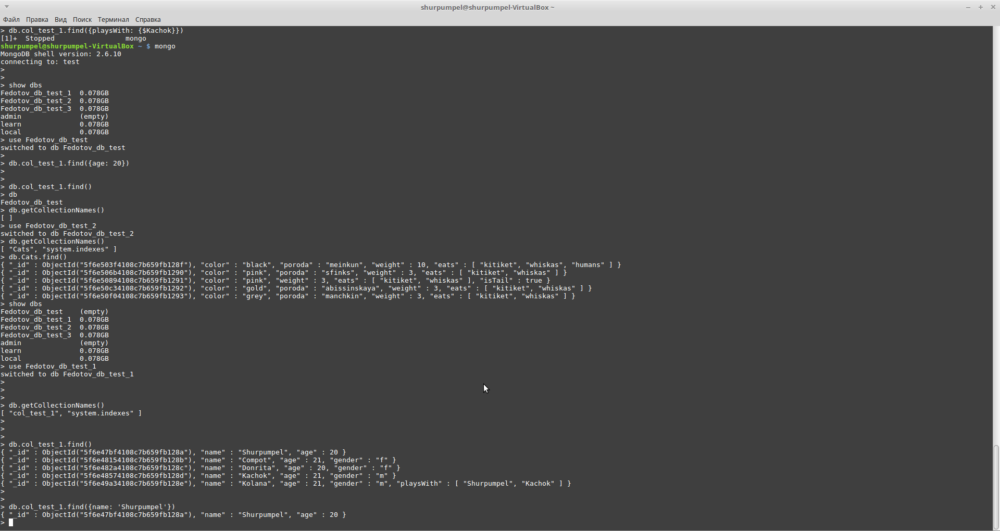 shurpumpel@shurpumpel-VirtualBox ~
Файл Правка Вид Поиск Терминал Справка
> db.col_test_1.find({playsWith: {$Kachok}})
[1]+  Stopped                 mongo
shurpumpel@shurpumpel-VirtualBox ~ $ mongo
MongoDB shell version: 2.6.10
connecting to: test
>
>
> show dbs
Fedotov_db_test_1  0.078GB
Fedotov_db_test_2  0.078GB
Fedotov_db_test_3  0.078GB
admin              (empty)
learn              0.078GB
local              0.078GB
> use Fedotov_db_test
switched to db Fedotov_db_test
>
> db.col_test_1.find({age: 20})
>
>
> db.col_test_1.find()
> db
Fedotov_db_test
> db.getCollectionNames()
[ ]
> use Fedotov_db_test_2
switched to db Fedotov_db_test_2
> db.getCollectionNames()
[ "Cats", "system.indexes" ]
> db.Cats.find()
{ "_id" : ObjectId("5f6e503f4108c7b659fb128f"), "color" : "black", "poroda" : "meinkun", "weight" : 10, "eats" : [ "kitiket", "whiskas", "humans" ] }
{ "_id" : ObjectId("5f6e506b4108c7b659fb1290"), "color" : "pink", "poroda" : "sfinks", "weight" : 3, "eats" : [ "kitiket", "whiskas" ] }
{ "_id" : ObjectId("5f6e50894108c7b659fb1291"), "color" : "pink", "weight" : 3, "eats" : [ "kitiket", "whiskas" ], "isTail" : true }
{ "_id" : ObjectId("5f6e50c34108c7b659fb1292"), "color" : "gold", "poroda" : "abissinskaya", "weight" : 3, "eats" : [ "kitiket", "whiskas" ] }
{ "_id" : ObjectId("5f6e50f04108c7b659fb1293"), "color" : "grey", "poroda" : "manchkin", "weight" : 3, "eats" : [ "kitiket", "whiskas" ] }
> show dbs
Fedotov_db_test    (empty)
Fedotov_db_test_1  0.078GB
Fedotov_db_test_2  0.078GB
Fedotov_db_test_3  0.078GB
admin              (empty)
learn              0.078GB
local              0.078GB
> use Fedotov_db_test_1
switched to db Fedotov_db_test_1
>
>
>
> db.getCollectionNames()
[ "col_test_1", "system.indexes" ]
>
>
>
> db.col_test_1.find()
{ "_id" : ObjectId("5f6e47bf4108c7b659fb128a"), "name" : "Shurpumpel", "age" : 20 }
{ "_id" : ObjectId("5f6e48154108c7b659fb128b"), "name" : "Compot", "age" : 21, "gender" : "f" }
{ "_id" : ObjectId("5f6e482a4108c7b659fb128c"), "name" : "Donrita", "age" : 20, "gender" : "f" }
{ "_id" : ObjectId("5f6e48574108c7b659fb128d"), "name" : "Kachok", "age" : 21, "gender" : "m" }
{ "_id" : ObjectId("5f6e49a34108c7b659fb128e"), "name" : "Kolana", "age" : 21, "gender" : "m", "playsWith" : [ "Shurpumpel", "Kachok" ] }
>
>
> db.col_test_1.find({name: 'Shurpumpel'})
{ "_id" : ObjectId("5f6e47bf4108c7b659fb128a"), "name" : "Shurpumpel", "age" : 20 }
>